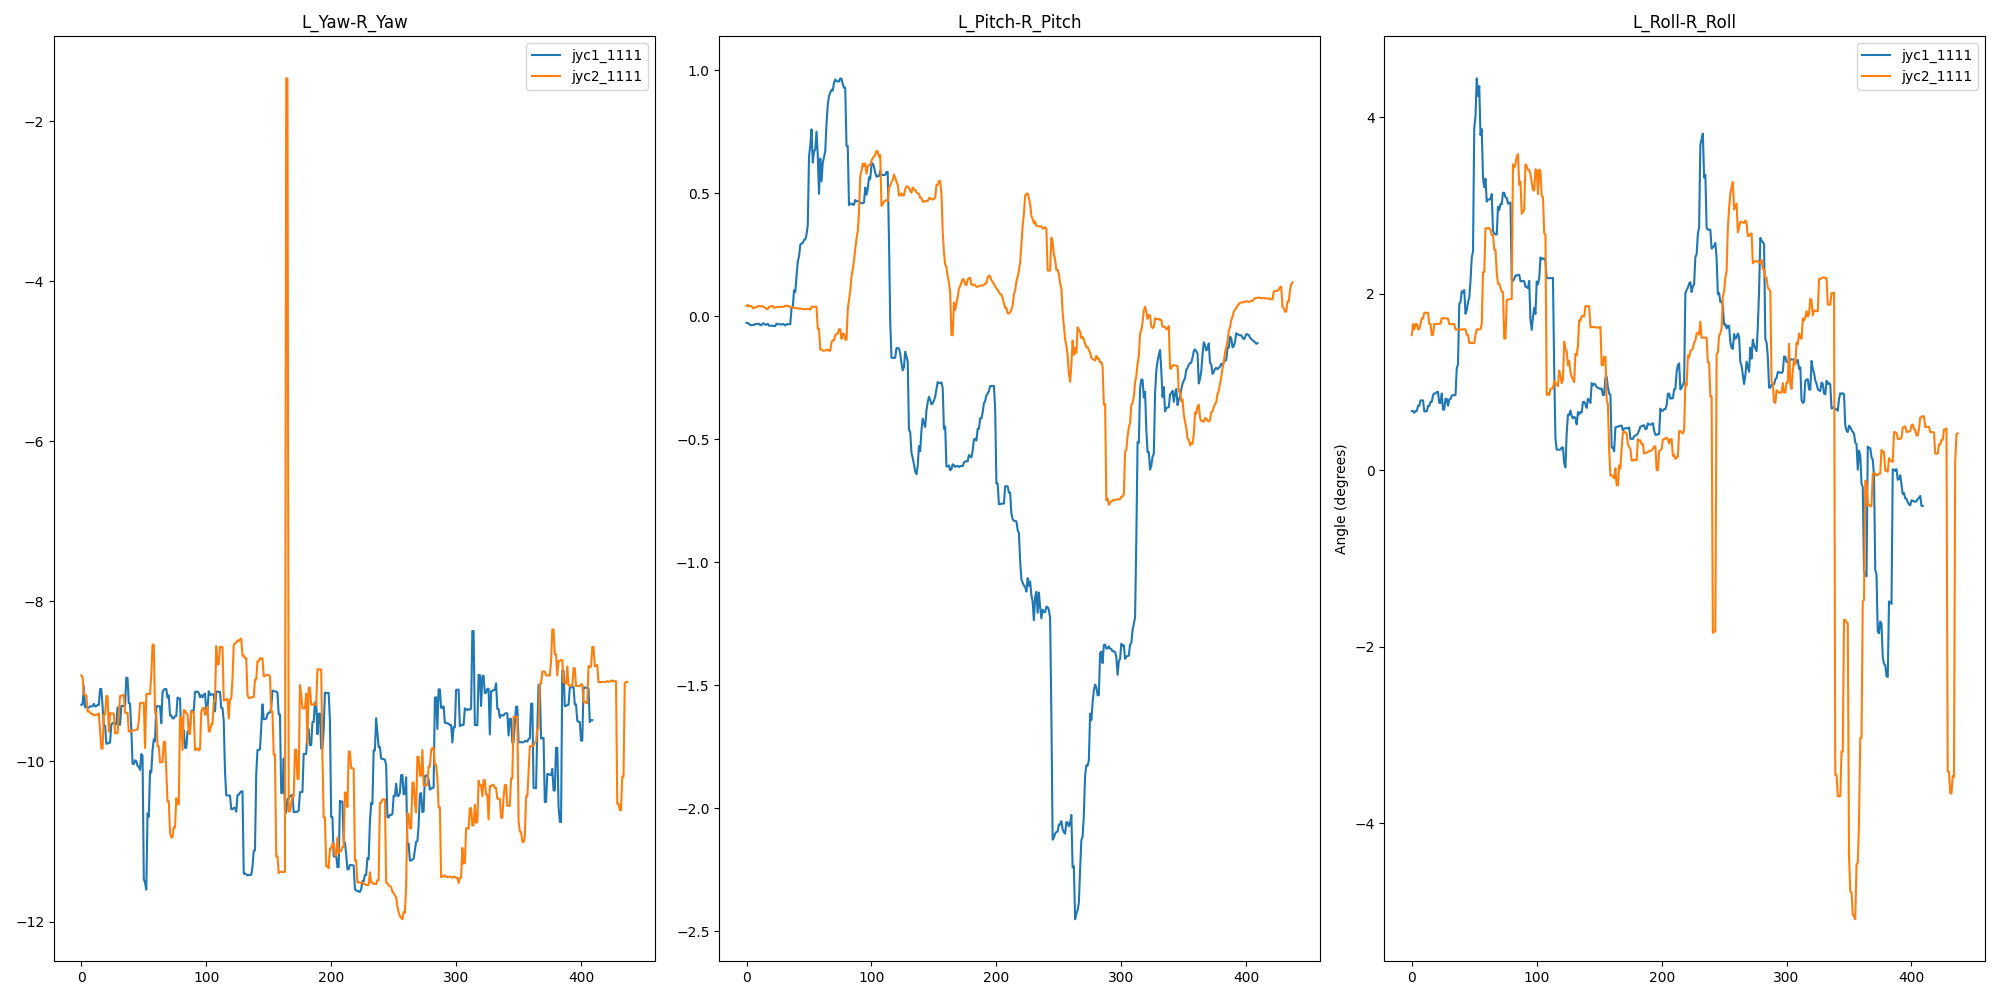 L_Yaw-R_Yaw
jyc1_1111
jyc2_1111
−2
−4
−6
−8
−10
−12
0 100 200 300 400
L_Pitch-R_Pitch
1.0
0.5
0.0
−0.5
−1.0
−1.5
−2.0
−2.5
0 100 200 300 400
L_Roll-R_Roll
jyc1_1111
jyc2_1111
Angle (degrees)
4
2
0
−2
−4
0 100 200 300 400